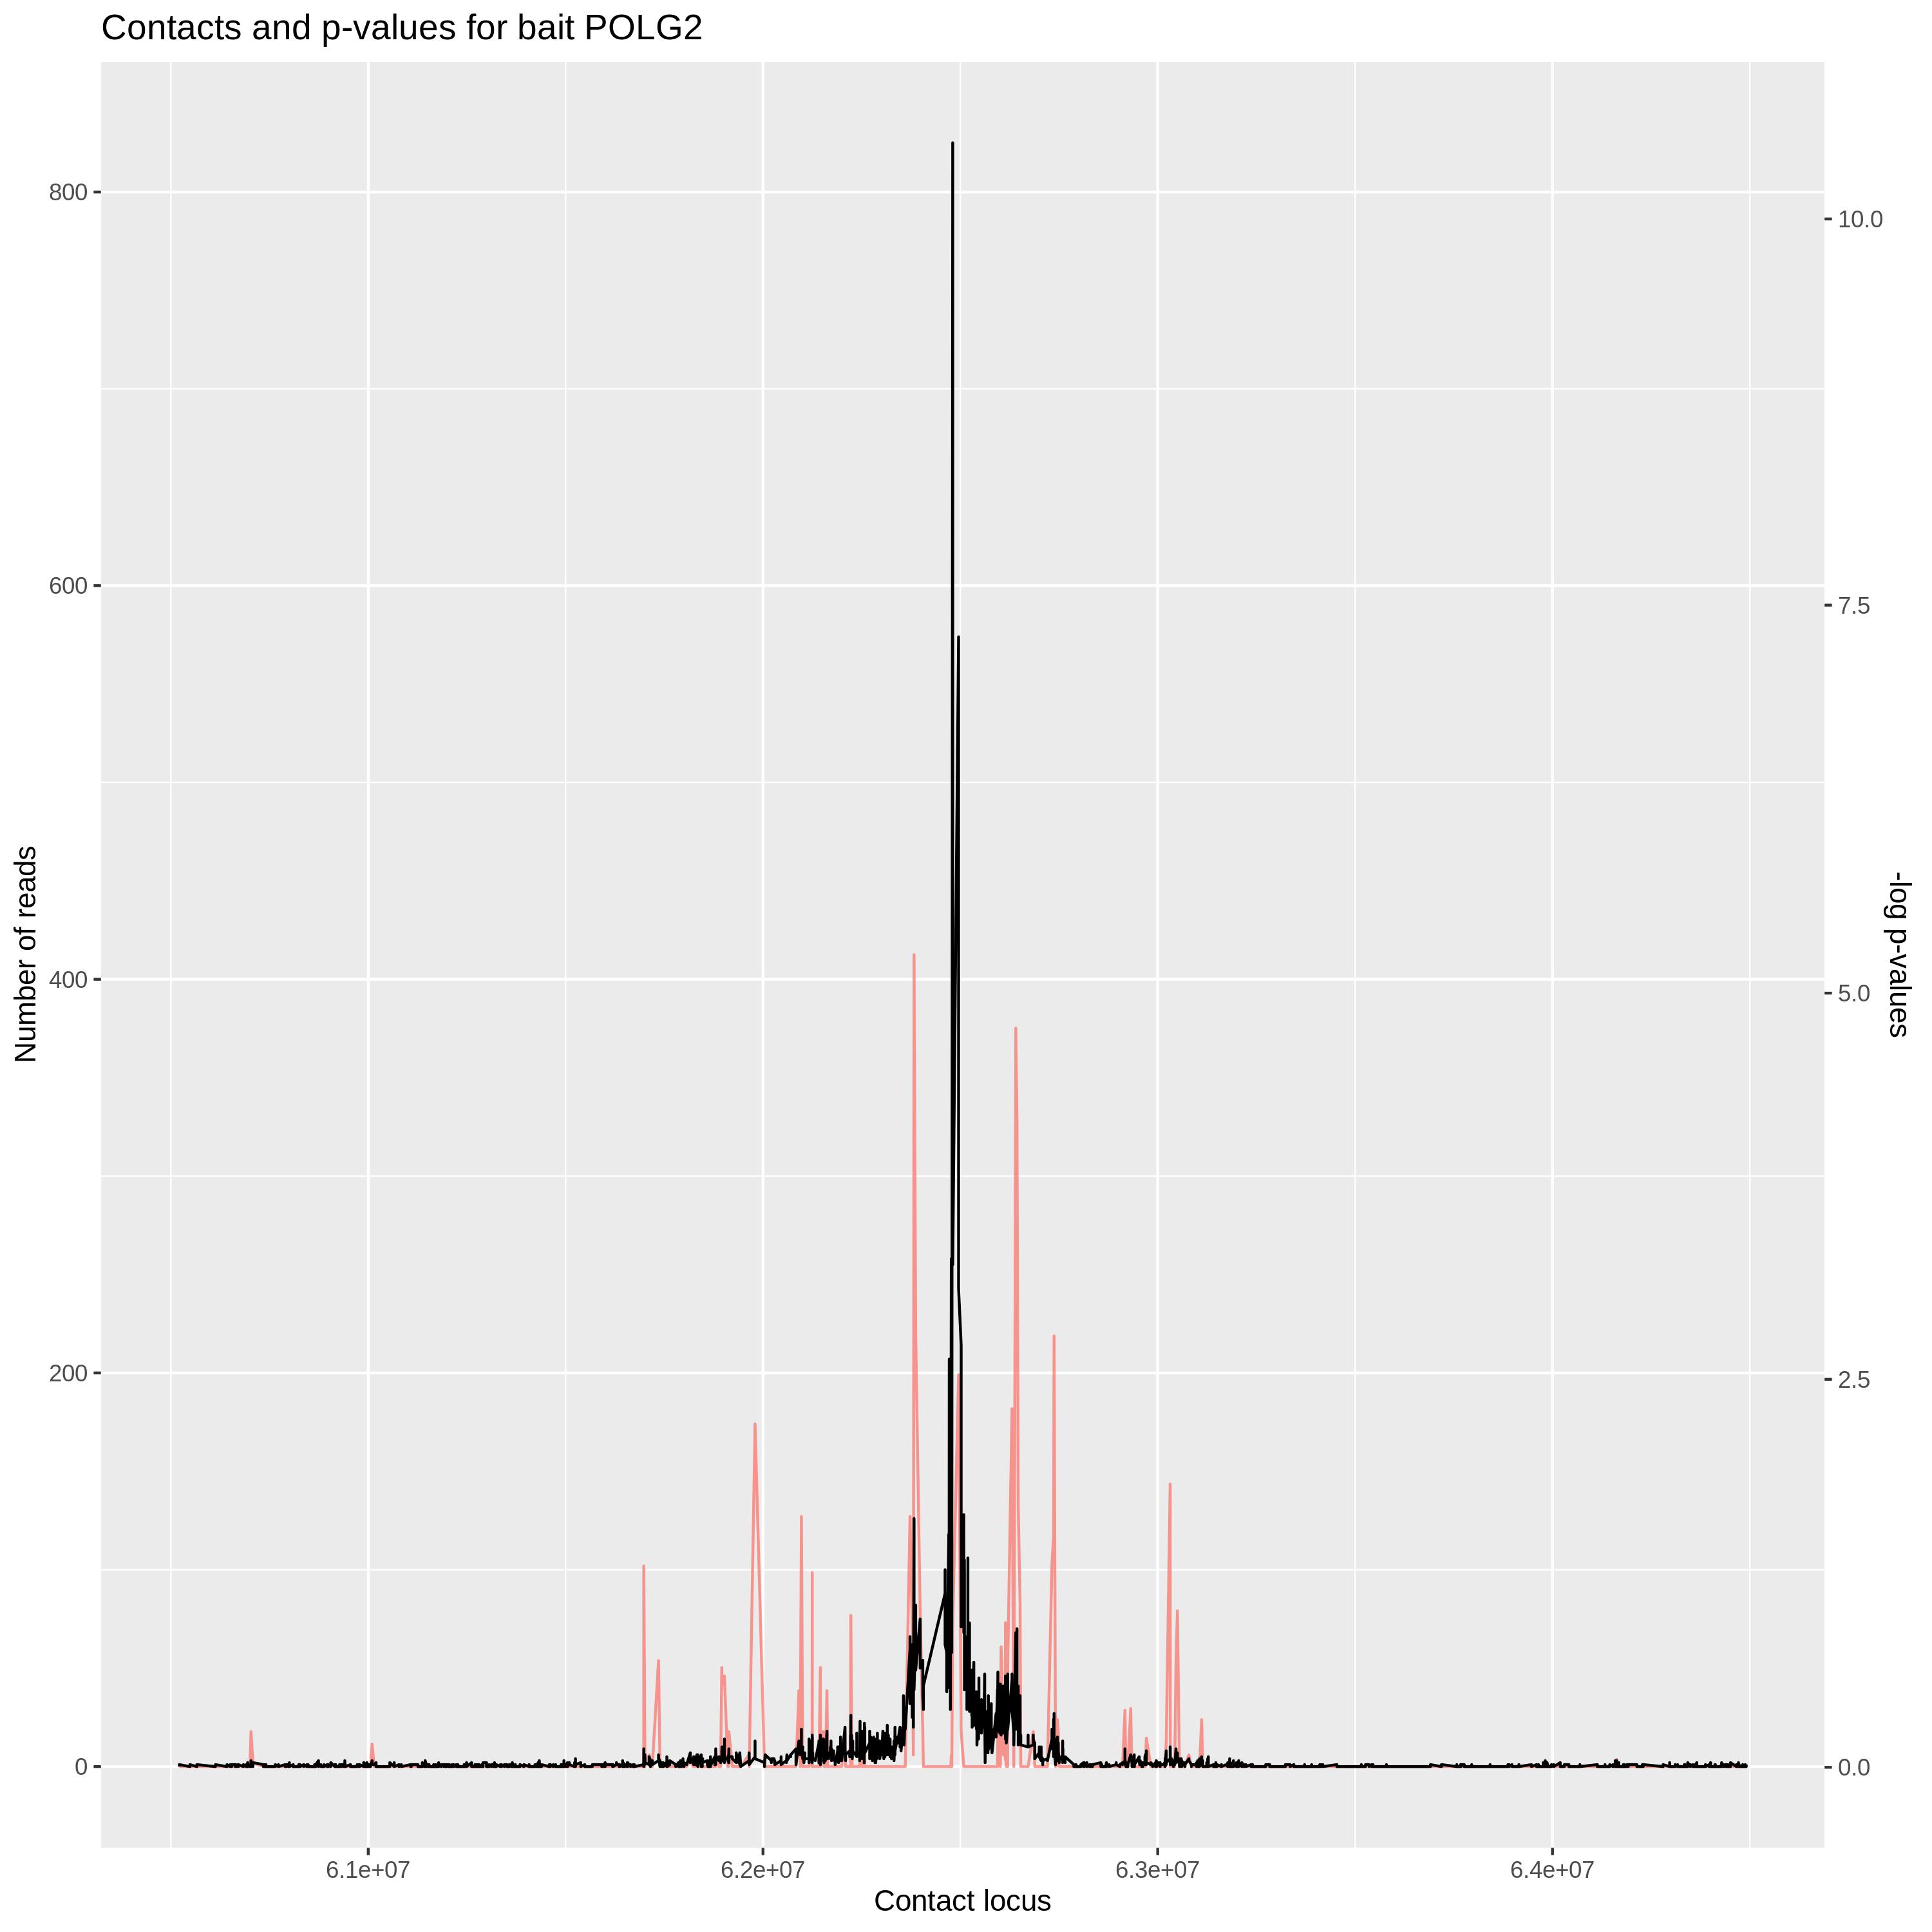 Contacts and p-values for bait POLG2
800
600
400
200
0
Number of reads
10.0
7.5
5.0
2.5
0.0
-log p-values
6.1e+07 6.2e+07 6.3e+07 6.4e+07
Contact locus